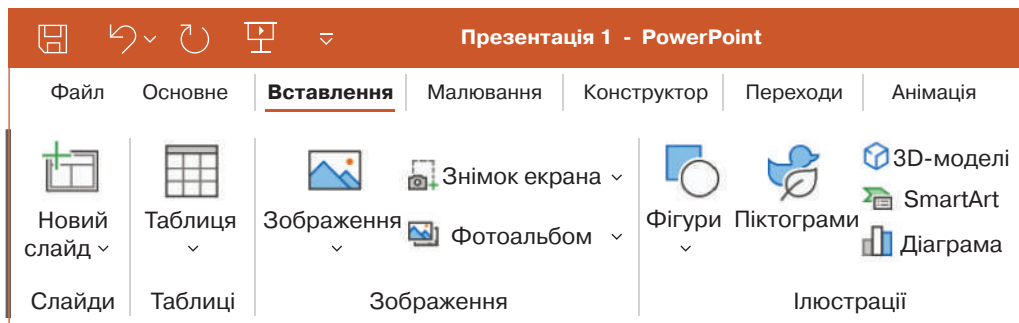 Презентація 1 - PowerPoint
Файл Основне Вставлення Малювання Конструктор Переходи Анімація
Новий слайд
Таблиця
Зображення
Знімок екрана
Фотоальбом
Фігури
Піктограми
3D-моделі
SmartArt
Діаграма
Слайди Таблиці Зображення Ілюстрації